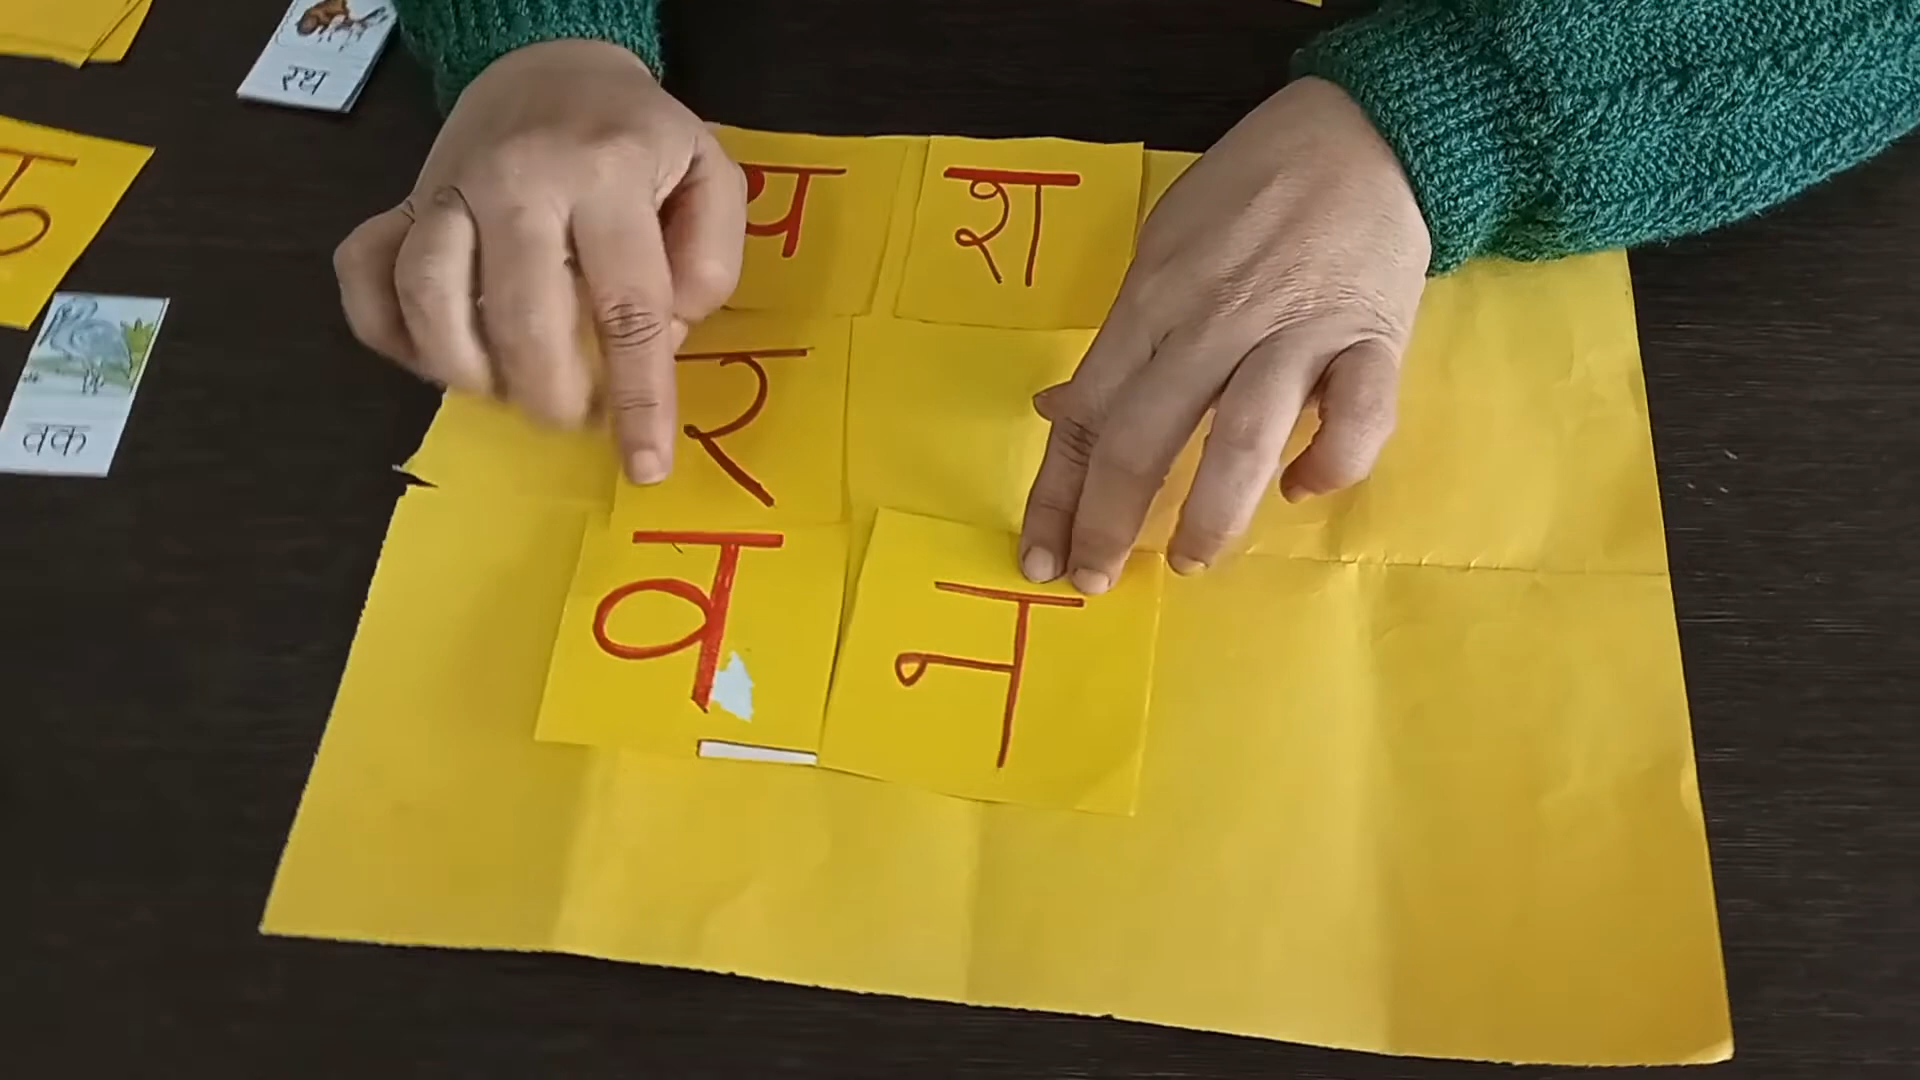 रथ
वक
य श
र
व न